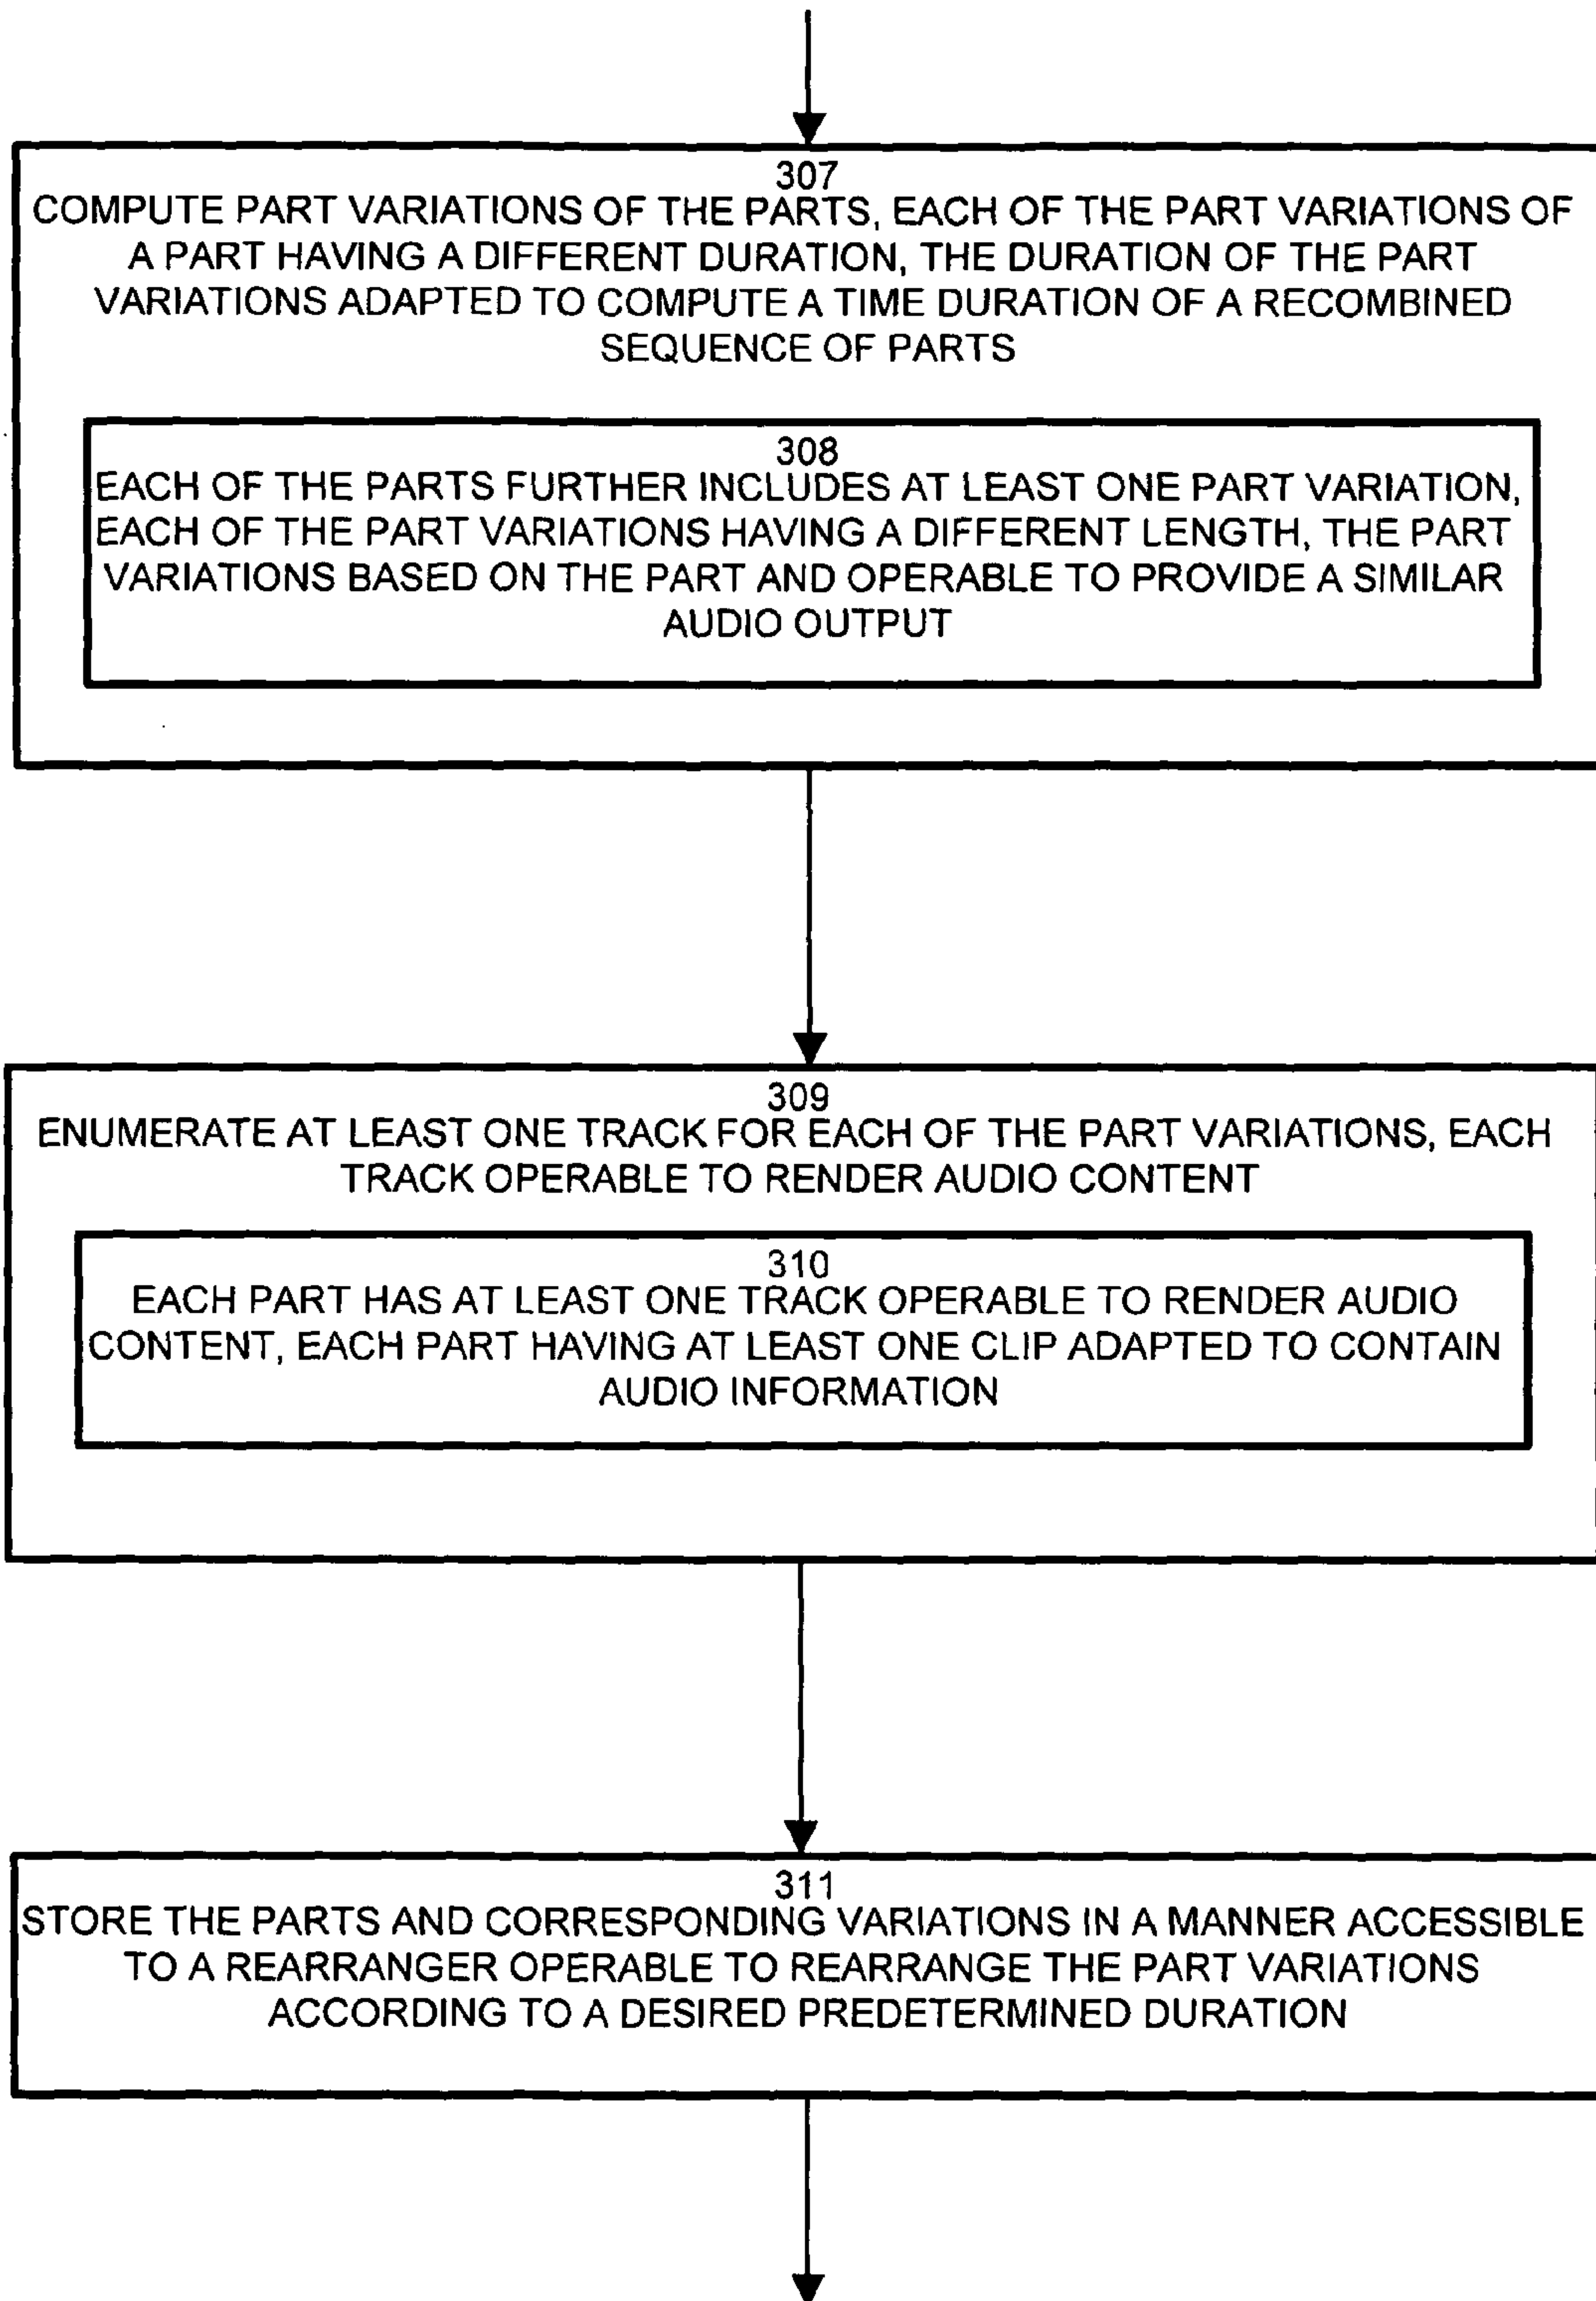 307
COMPUTE PART VARIATIONS OF THE PARTS, EACH OF THE PART VARIATIONS OF
A PART HAVING A DIFFERENT DURATION, THE DURATION OF THE PART
VARIATIONS ADAPTED TO COMPUTE A TIME DURATION OF A RECOMBINED
SEQUENCE OF PARTS
308
EACH OF THE PARTS FURTHER INCLUDES AT LEAST ONE PART VARIATION,
EACH OF THE PART VARIATIONS HAVING A DIFFERENT LENGTH, THE PART
VARIATIONS BASED ON THE PART AND OPERABLE TO PROVIDE A SIMILAR
AUDIO OUTPUT
309
ENUMERATE AT LEAST ONE TRACK FOR EACH OF THE PART VARIATIONS, EACH
TRACK OPERABLE TO RENDER AUDIO CONTENT
310
EACH PART HAS AT LEAST ONE TRACK OPERABLE TO RENDER AUDIO
CONTENT, EACH PART HAVING AT LEAST ONE CLIP ADAPTED TO CONTAIN
AUDIO INFORMATION
311
STORE THE PARTS AND CORRESPONDING VARIATIONS IN A MANNER ACCESSIBLE
TO A REARRANGER OPERABLE TO REARRANGE THE PART VARIATIONS
ACCORDING TO A DESIRED PREDETERMINED DURATION